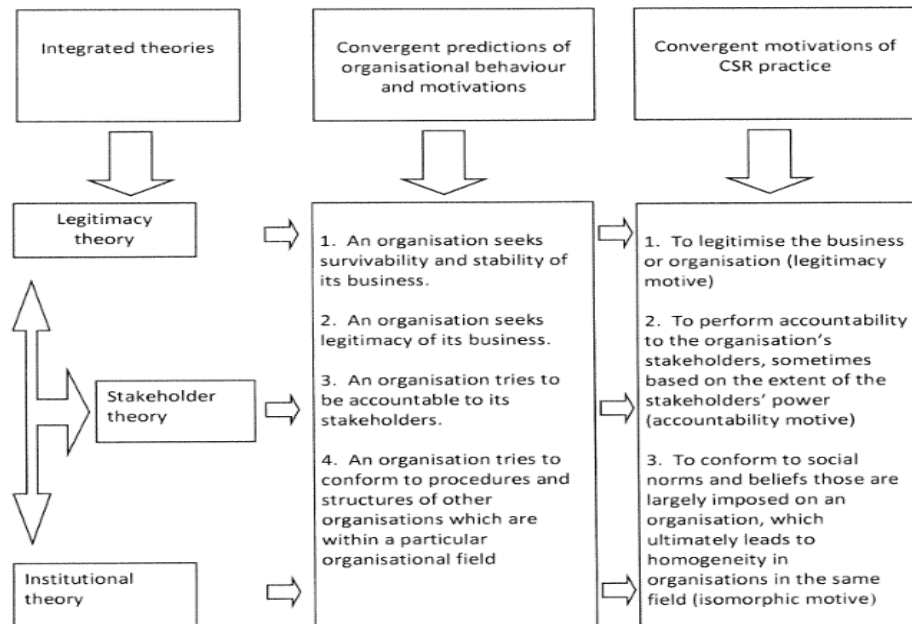 Integrated theories
Convergent predictions of
organisational behaviour
and motivations
Convergent motivations of
CSR practice
Legitimacy
theory
Stakeholder
theory
Institutional
theory
1. An organisation seeks
survivability and stability of
its business.
2. An organisation seeks
legitimacy of its business.
3. An organisation tries to
be accountable to its
stakeholders.
4. An organisation tries to
conform to procedures and
structures of other
organisations which are
within a particular
organisational field
1. To legitimise the business
or organisation (legitimacy
motive)
2. To perform accountability
to the organisation's
stakeholders, sometimes
based on the extent of the
stakeholders' power
(accountability motive)
3. To conform to social
norms and beliefs those are
largely imposed on an
organisation, which
ultimately leads to
homogeneity in
organisations in the same
field (isomorphic motive)